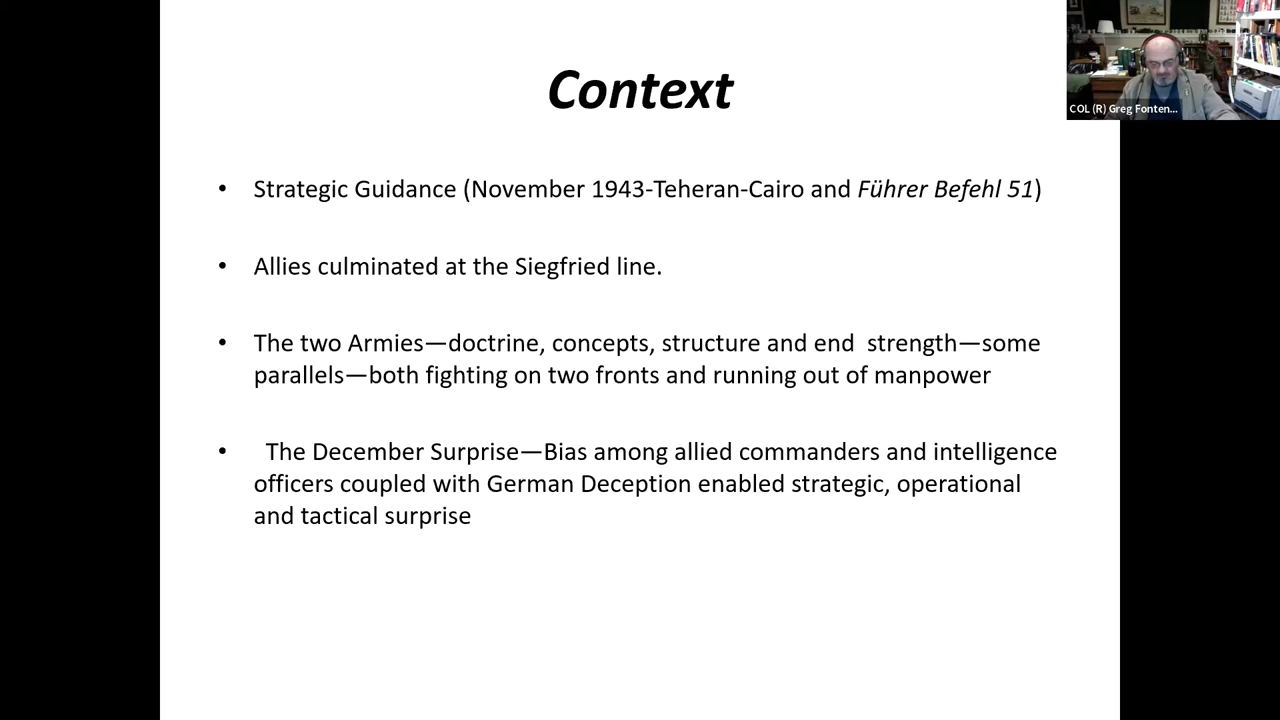 Context
COL (R) Greg Fonten...
• Strategic Guidance (November 1943-Teheran-Cairo and Führer Befehl 51)
• Allies culminated at the Siegfried line.
• The two Armies—doctrine, concepts, structure and end  strength—some
parallels—both fighting on two fronts and running out of manpower
•   The December Surprise—Bias among allied commanders and intelligence
officers coupled with German Deception enabled strategic, operational
and tactical surprise